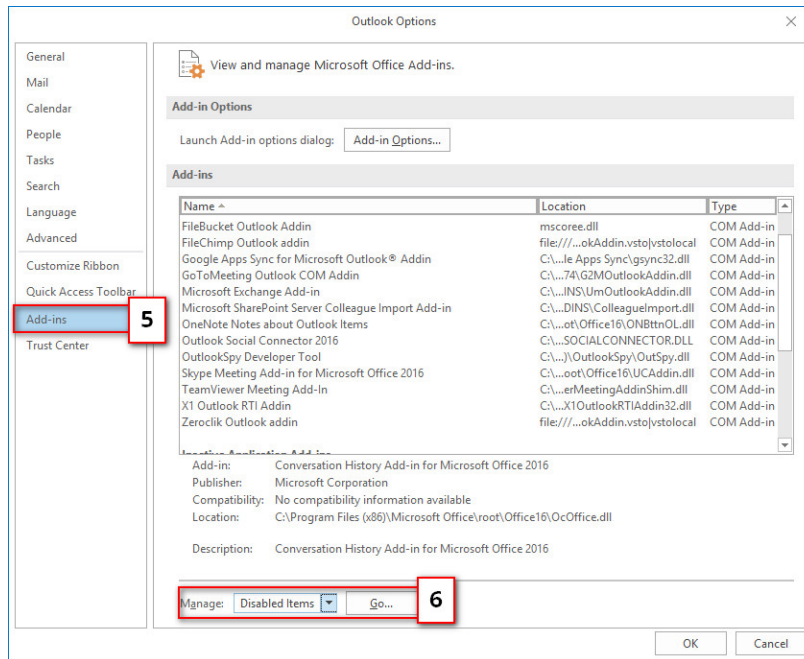 Outlook Options
General
Mail
Calendar
People
Tasks
Search
Language
Advanced
Customize Ribbon
Quick Access Toolbar
Add-ins
5
Trust Center
View and manage Microsoft Office Add-ins.
Add-in Options
Launch Add-in options dialog: Add-in Options...
Add-ins
Name Location Type
FileBucket Outlook Addin mscoree.dll COM Add-in
FileChimp Outlook addin file:///...okAddin.vsto|vstolocal COM Add-in
Google Apps Sync for Microsoft Outlook® Addin C:\...le Apps Sync\gsync32.dll COM Add-in
GoToMeeting Outlook COM Addin C:\...74\G2MOutlookAddin.dll COM Add-in
Microsoft Exchange Add-in C:\...INS\UmOutlookAddin.dll COM Add-in
Microsoft SharePoint Server Colleague Import Add-in C:\...DINS\ColleagueImport.dll COM Add-in
OneNote Notes about Outlook Items C:\...ot\Office16\ONBttnOL.dll COM Add-in
Outlook Social Connector 2016 C:\...SOCIALCONNECTOR.DLL COM Add-in
OutlookSpy Developer Tool C:\...)\OutlookSpy\OutSpy.dll COM Add-in
Skype Meeting Add-in for Microsoft Office 2016 C:\...oot\Office16\UCAddin.dll COM Add-in
TeamViewer Meeting Add-In C:\...erMeetingAddinShim.dll COM Add-in
X1 Outlook RTI Addin C:\...X1OutlookRTIAddin32.dll COM Add-in
Zeroclik Outlook addin file:///...okAddin.vsto|vstolocal COM Add-in
Inactive Application Add-ins
Add-in: Conversation History Add-in for Microsoft Office 2016
Publisher: Microsoft Corporation
Compatibility: No compatibility information available
Location: C:\Program Files (x86)\Microsoft Office\root\Office16\OcOffice.dll
Description: Conversation History Add-in for Microsoft Office 2016
Manage: Disabled Items Go... 6
OK Cancel